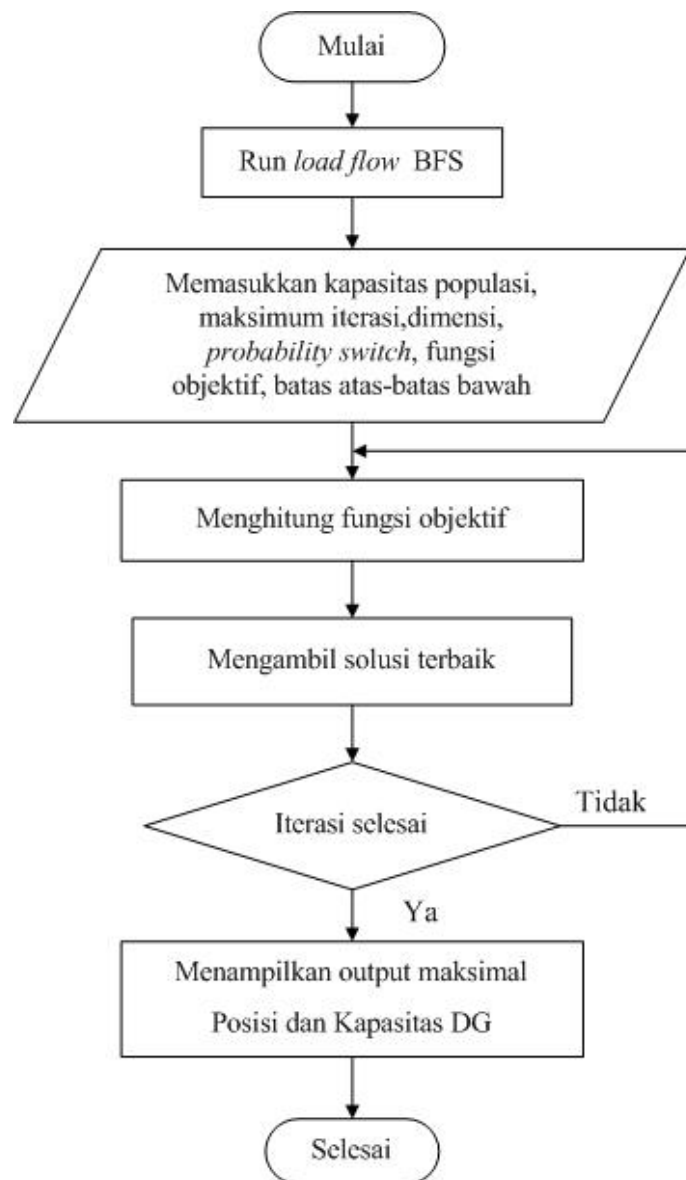 Mulai
Run load flow BFS
Memasukkan kapasitas populasi,
maksimum iterasi,dimensi,
probability switch, fungsi
objektif, batas atas-batas bawah
Menghitung fungsi objektif
Mengambil solusi terbaik
Iterasi selesai
Tidak
Ya
Menampilkan output maksimal
Posisi dan Kapasitas DG
Selesai